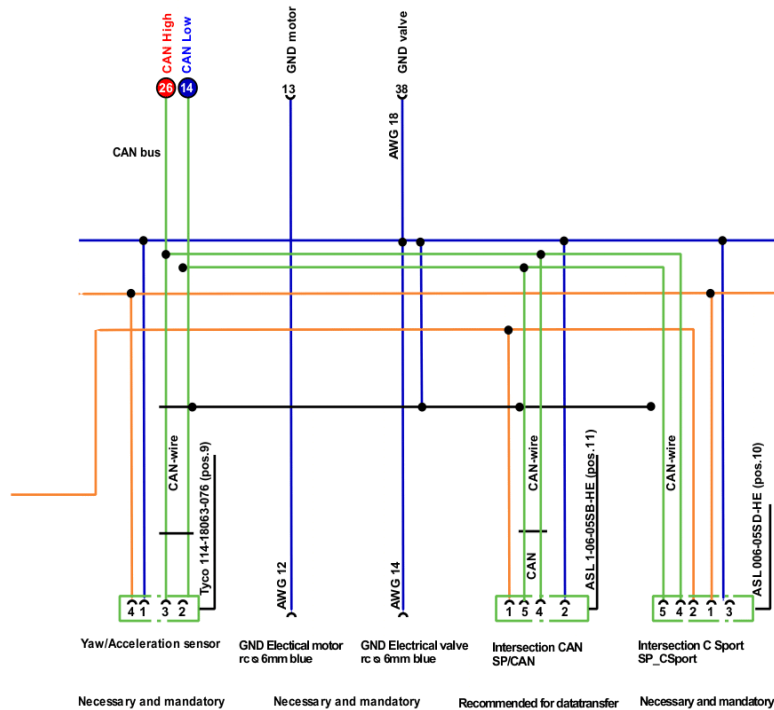 CAN High
CAN Low
GND motor
GND valve
26
14
13
38
CAN bus
AWG 18
CAN-wire
Tyco 114-18063-076 (pos.9)
AWG 12
AWG 14
CAN-wire
CAN
ASL 1-06-05SB-HE (pos.11)
CAN-wire
ASL 006-05SD-HE (pos.10)
4 1 3 2
1 5 4 2
5 4 2 1 3
Yaw/Acceleration sensor
GND Electical motor
6mm blue
GND Electrical valve
6mm blue
Intersection CAN
SP/CAN
Intersection C Sport
SP_CSport
Necessary and mandatory
Necessary and mandatory
Recommended for datatransfer
Necessary and mandatory